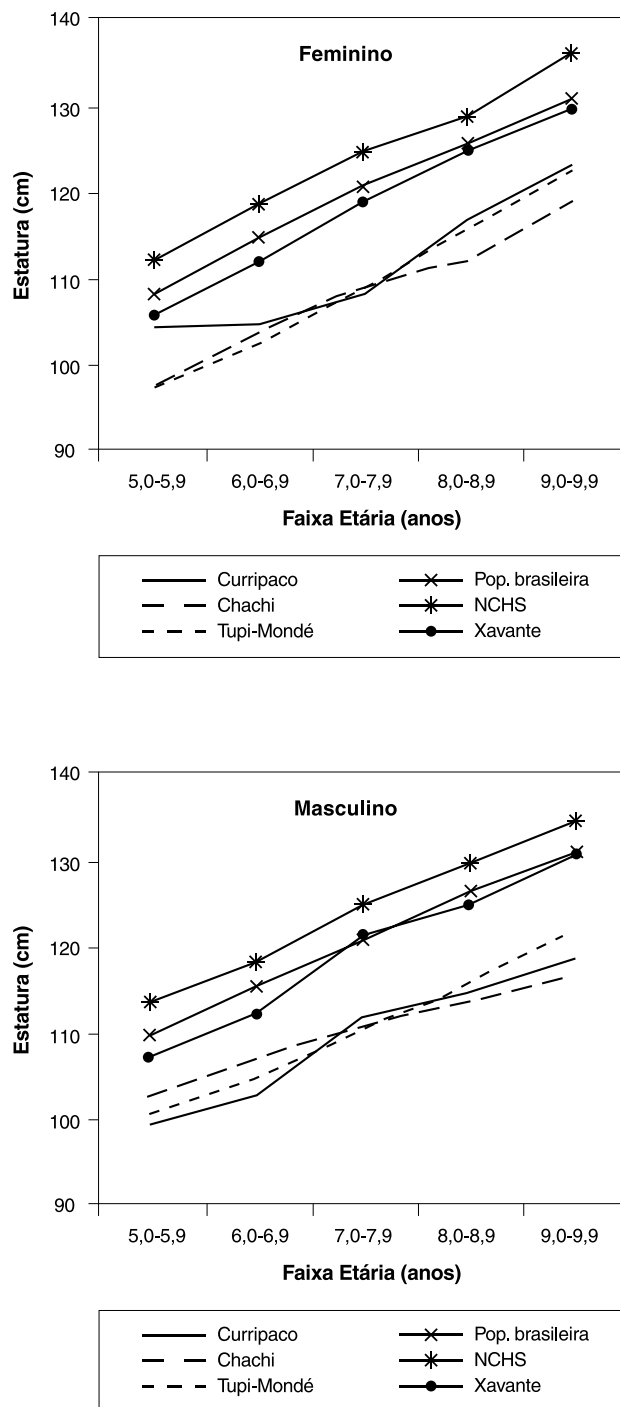 140
Feminino
130
120
Estatura (cm)
110
100
90
5,0-5,9 6,0-6,9 7,0-7,9 8,0-8,9 9,0-9,9
Faixa Etária (anos)
Curripaco Pop. brasileira
Chachi NCHS
Tupi-Mondé Xavante
140
Masculino
130
120
Estatura (cm)
110
100
90
5,0-5,9 6,0-6,9 7,0-7,9 8,0-8,9 9,0-9,9
Faixa Etária (anos)
Curripaco Pop. brasileira
Chachi NCHS
Tupi-Mondé Xavante